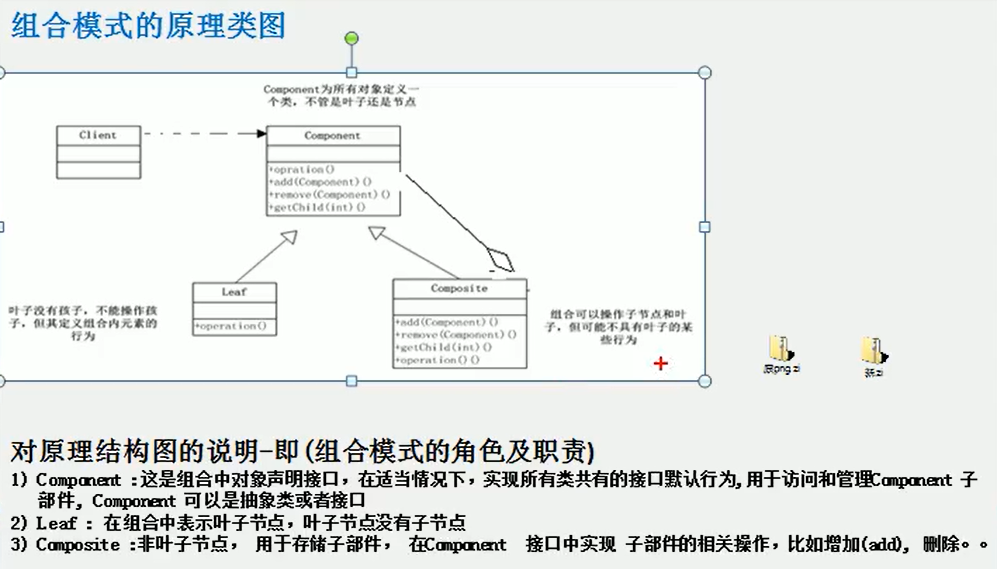 组合模式的原理类图
Component为所有对象定义一
个类，不管是叶子还是节点
Client
Component
+opration()
+add(Component)()
+remove(Component)()
+getChild(int)()
Leaf
+operation()
Composite
+add(Component)()
+remove(Component)()
+getChild(int)()
+operation()()
叶子没有孩子，不能操作孩
子，但其定义组合内元素的
行为
组合可以操作子节点和叶
子，但可能不具有叶子的某
些行为
原png.zi
新.zi
对原理结构图的说明-即(组合模式的角色及职责)
1) Component :这是组合中对象声明接口，在适当情况下，实现所有类共有的接口默认行为,用于访问和管理Component 子
部件, Component 可以是抽象类或者接口
2) Leaf : 在组合中表示叶子节点，叶子节点没有子节点
3) Composite :非叶子节点， 用于存储子部件， 在Component 接口中实现 子部件的相关操作，比如增加(add), 删除。。